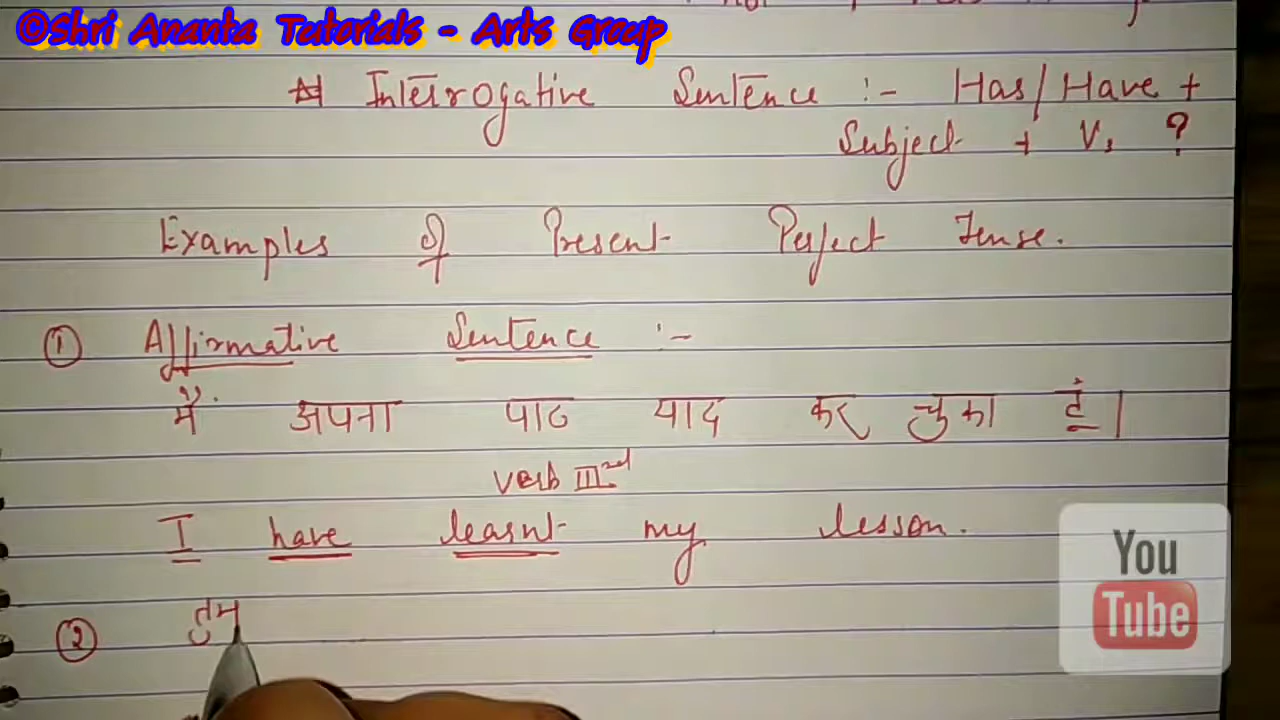 ©Shri Ananta Tutorials - Arts Group
Interrogative Sentence :- Has/Have +
Subject + V₃ ?
Examples of Present Perfect Tense.
① Affirmative Sentence :-
मैं अपना पाठ याद कर चुका हूं।
verb IIIrd
I have learnt my lesson.
② तुम
You
Tube